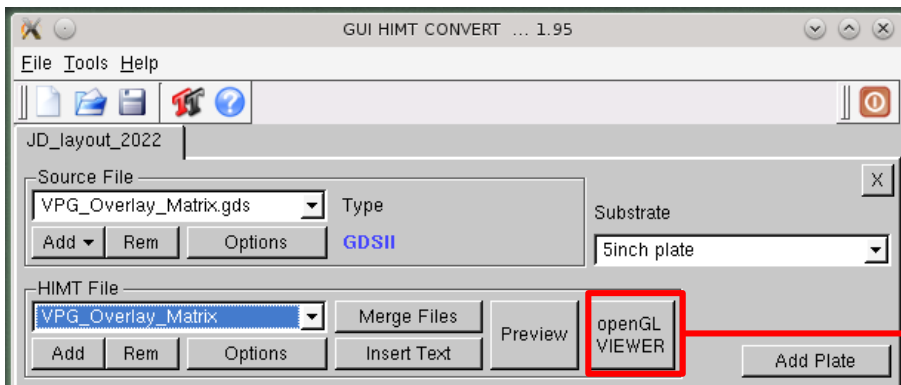 GUI HIMT CONVERT ... 1.95
File Tools Help
JD_layout_2022
Source File
VPG_Overlay_Matrix.gds
Type
Add Rem Options
GDSII
X
Substrate
5inch plate
HIMT File
VPG_Overlay_Matrix
Merge Files
Preview
openGL
VIEWER
Add Rem Options
Insert Text
Add Plate